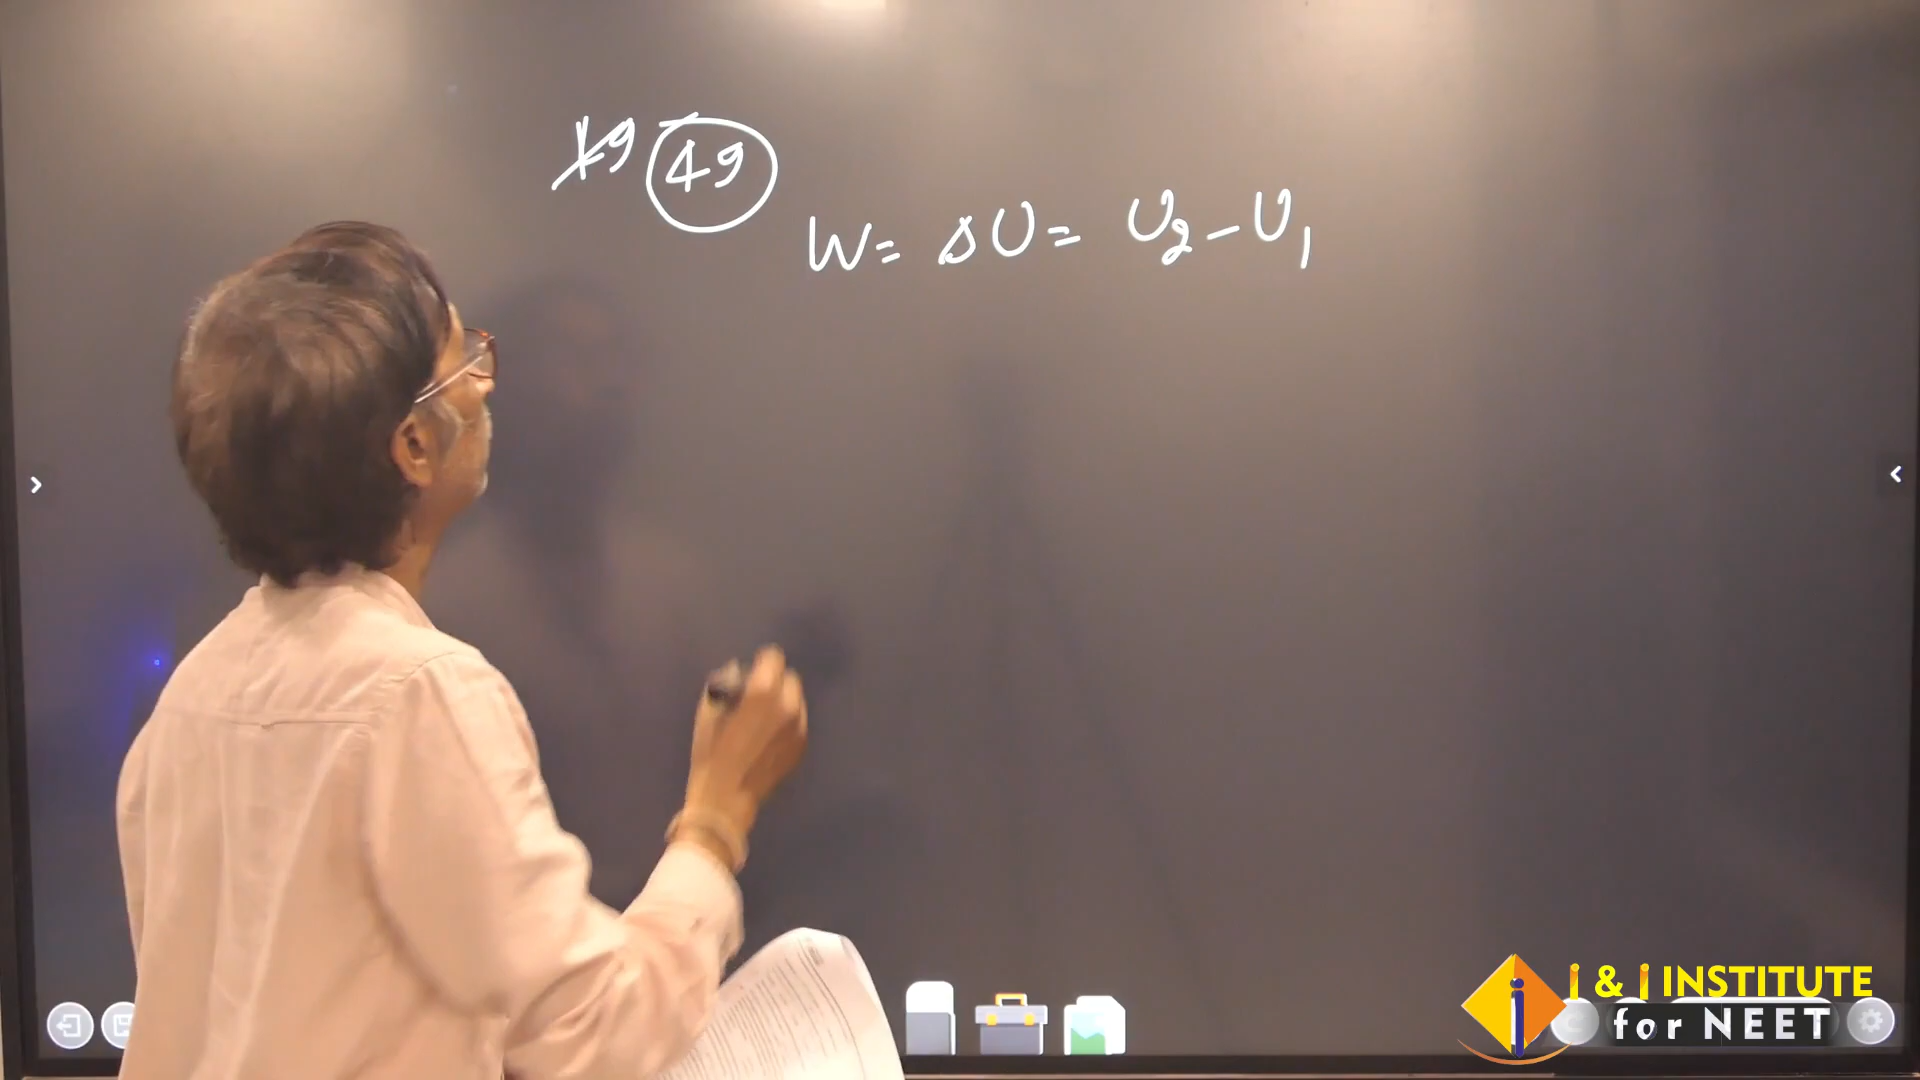 49
W = ΔU = U₂ - U₁
i & j INSTITUTE
for NEET